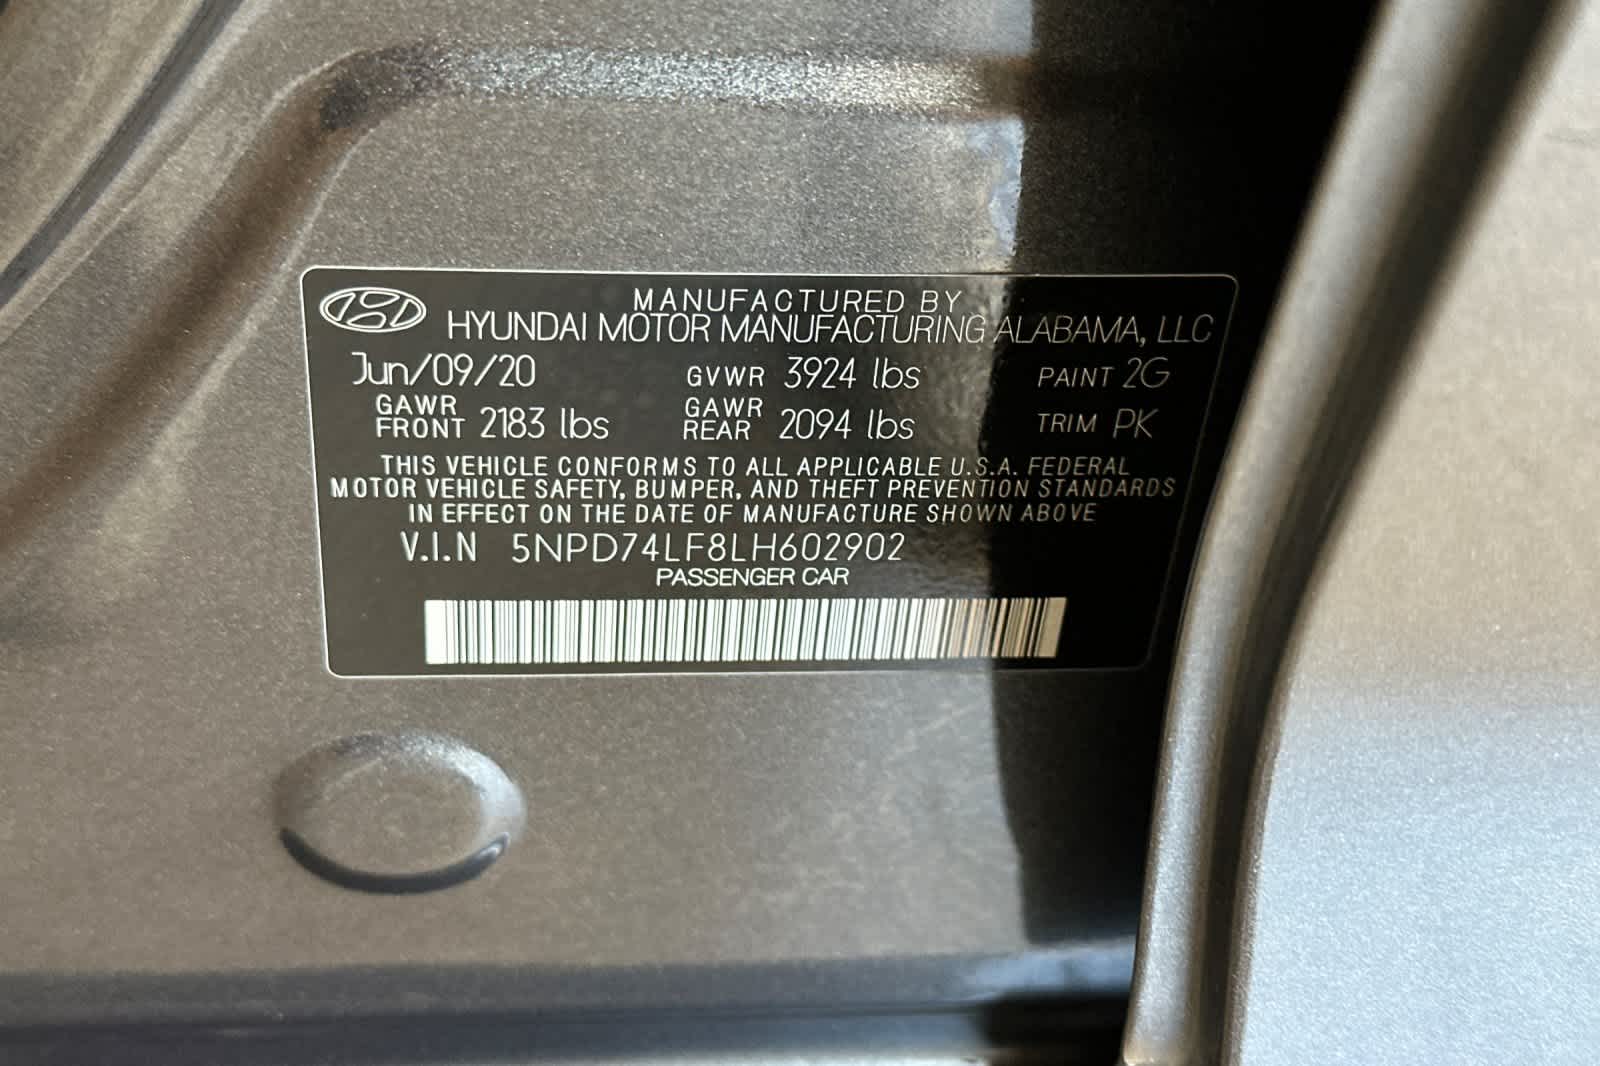 MANUFACTURED BY
HYUNDAI MOTOR MANUFACTURING ALABAMA, LLC
Jun/09/20 GVWR 3924 lbs PAINT 2G
GAWR FRONT 2183 lbs GAWR REAR 2094 lbs TRIM PK
THIS VEHICLE CONFORMS TO ALL APPLICABLE U.S.A. FEDERAL
MOTOR VEHICLE SAFETY, BUMPER, AND THEFT PREVENTION STANDARDS
IN EFFECT ON THE DATE OF MANUFACTURE SHOWN ABOVE
V.I.N 5NPD74LF8LH602902
PASSENGER CAR